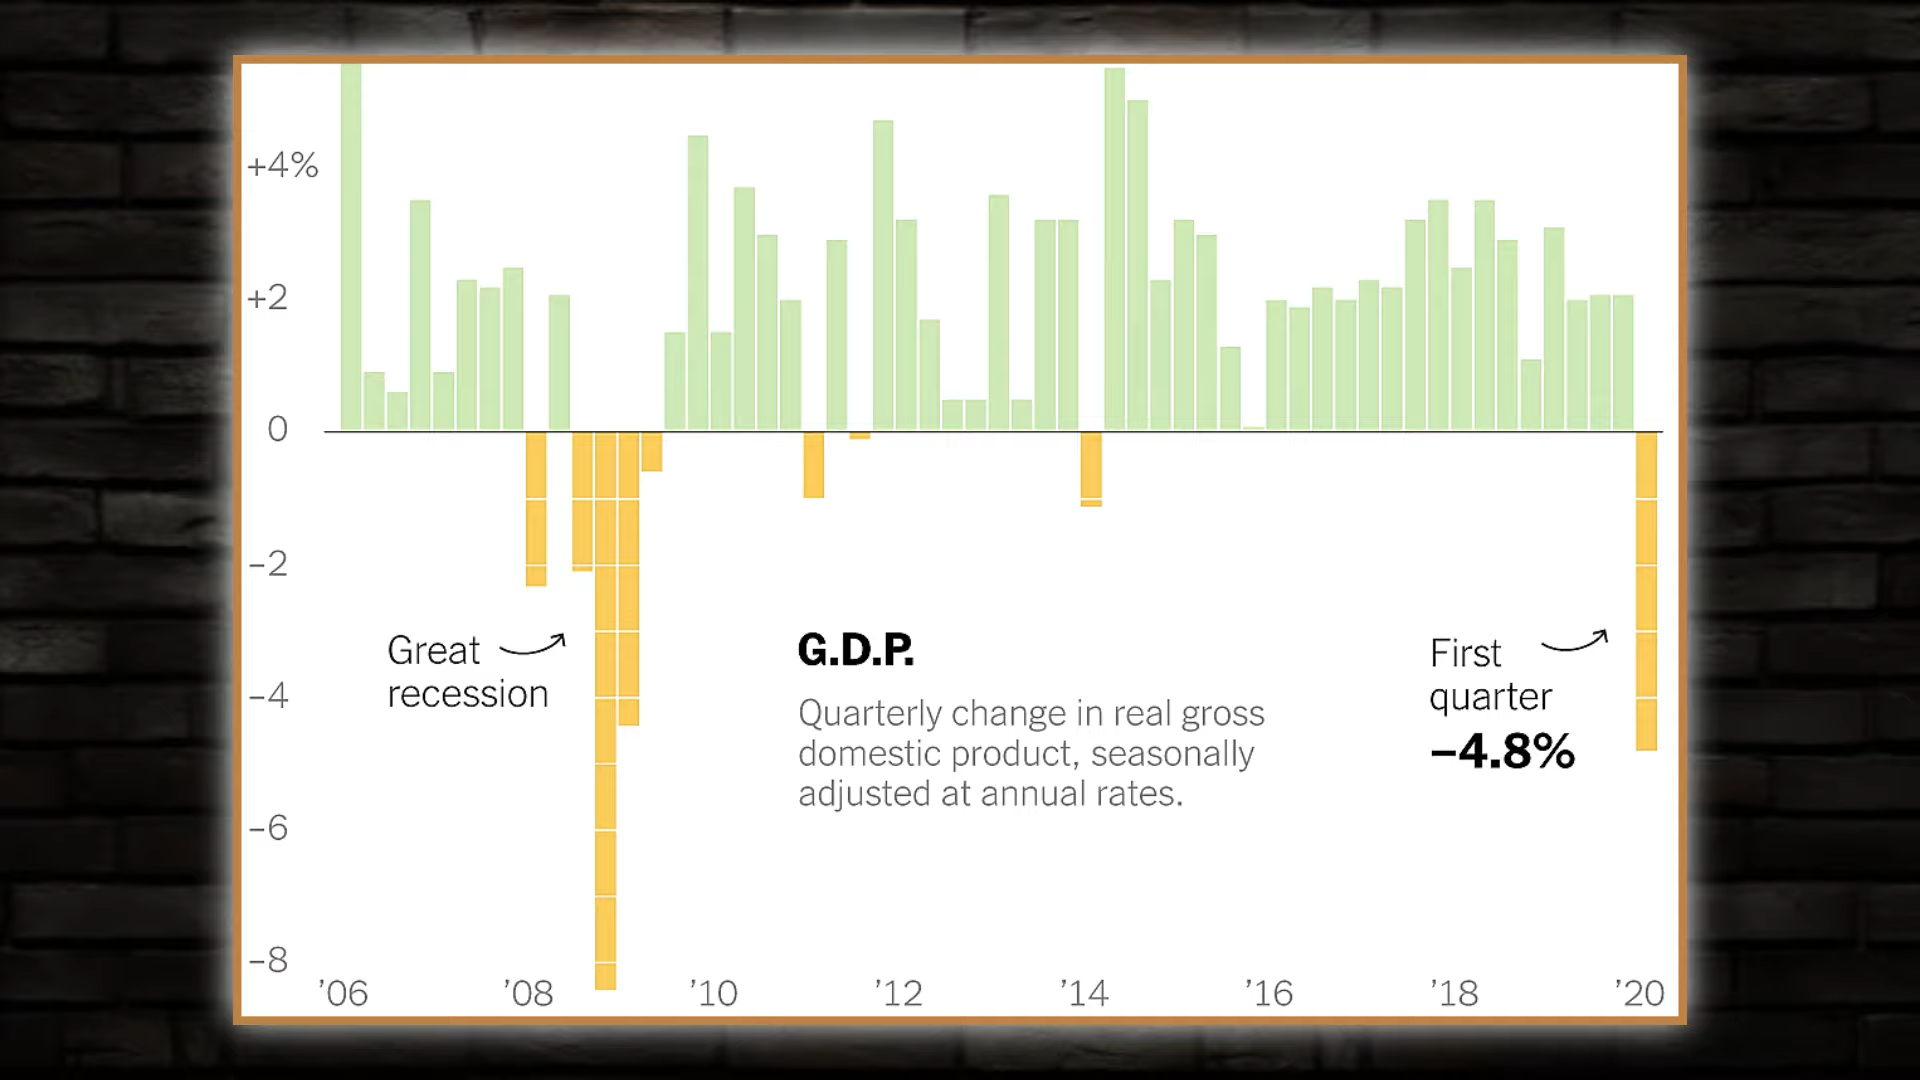 +4%
+2
0
–2
–4
–6
–8
Great
recession
G.D.P.
Quarterly change in real gross
domestic product, seasonally
adjusted at annual rates.
First
quarter
–4.8%
’06 ’08 ’10 ’12 ’14 ’16 ’18 ’20